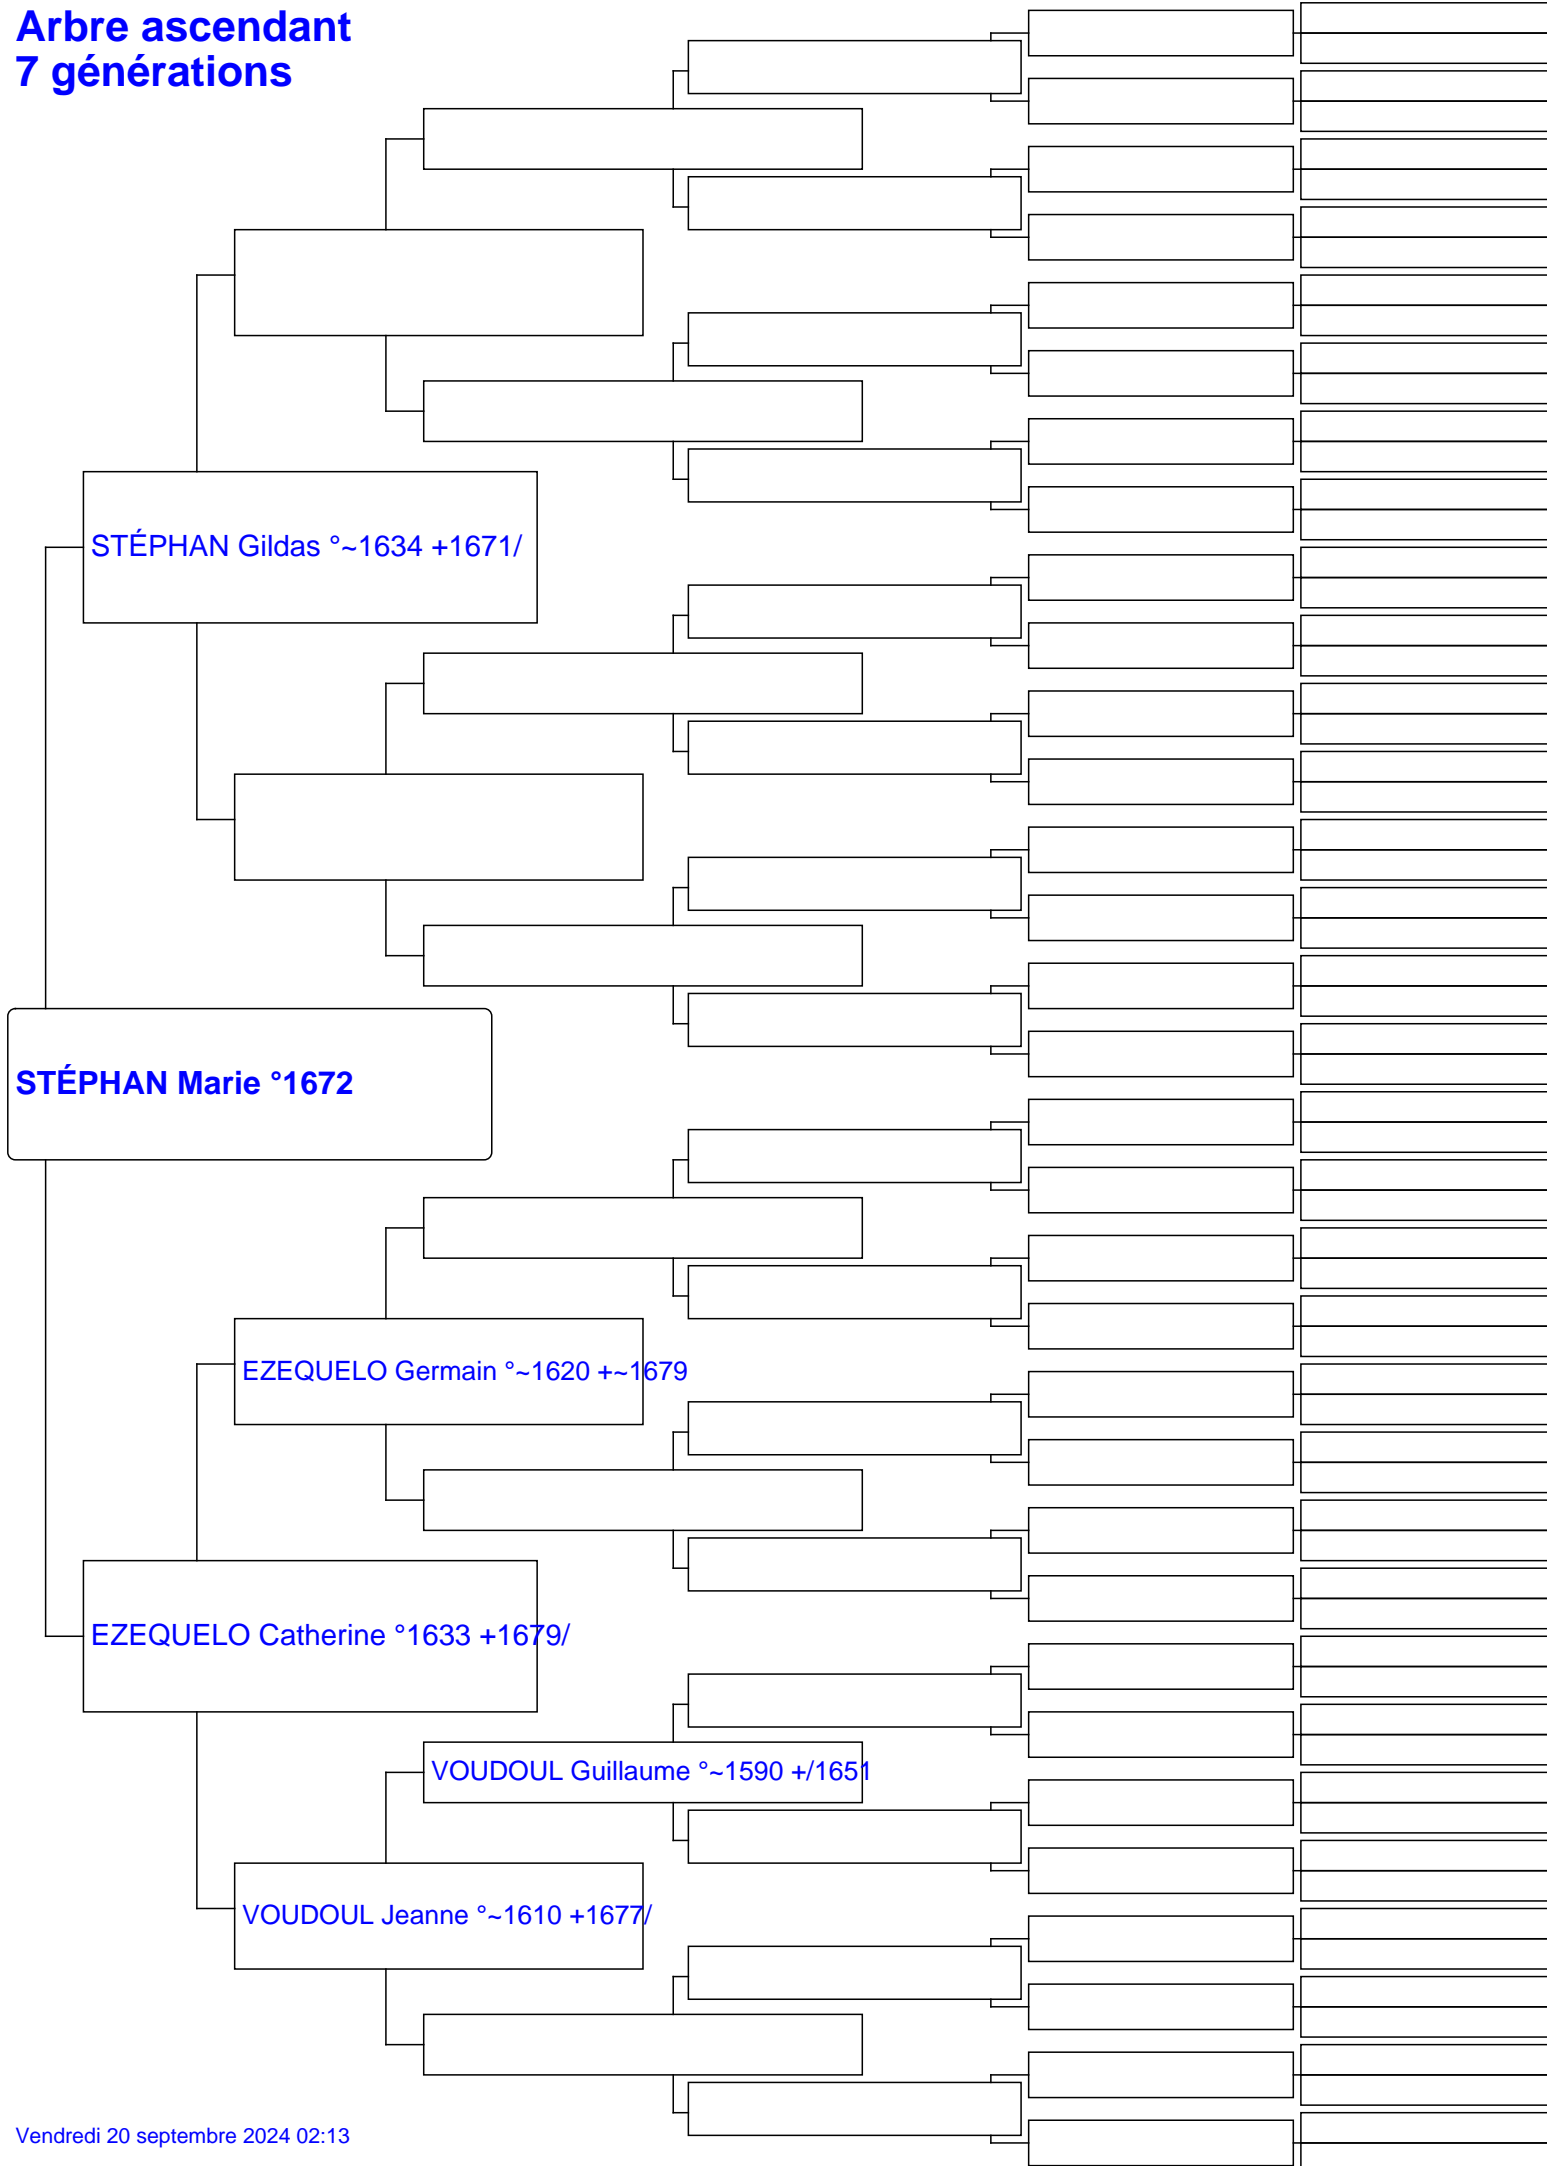 Arbre ascendant
7 générations
STÉPHAN Gildas °~1634 +1671/
STÉPHAN Marie °1672
EZEQUELO Germain °~1620 +~1679
EZEQUELO Catherine °1633 +1679/
VOUDOUL Guillaume °~1590 +/1651
VOUDOUL Jeanne °~1610 +1677/
Vendredi 20 septembre 2024 02:13